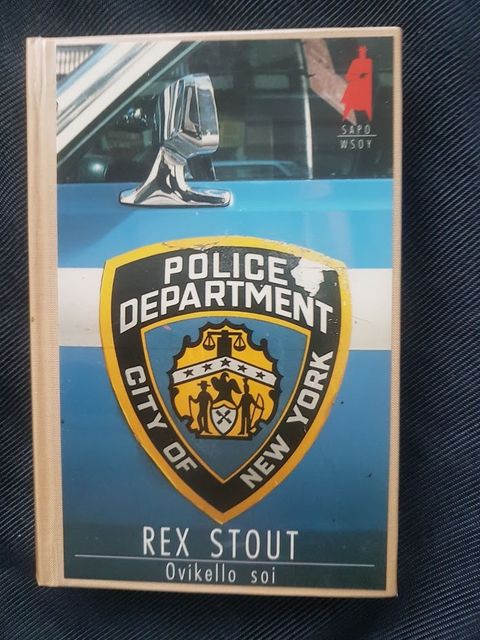 SAPO
WSOY
POLICE
DEPARTMENT
CITY OF
NEW YORK
REX STOUT
Ovikello soi